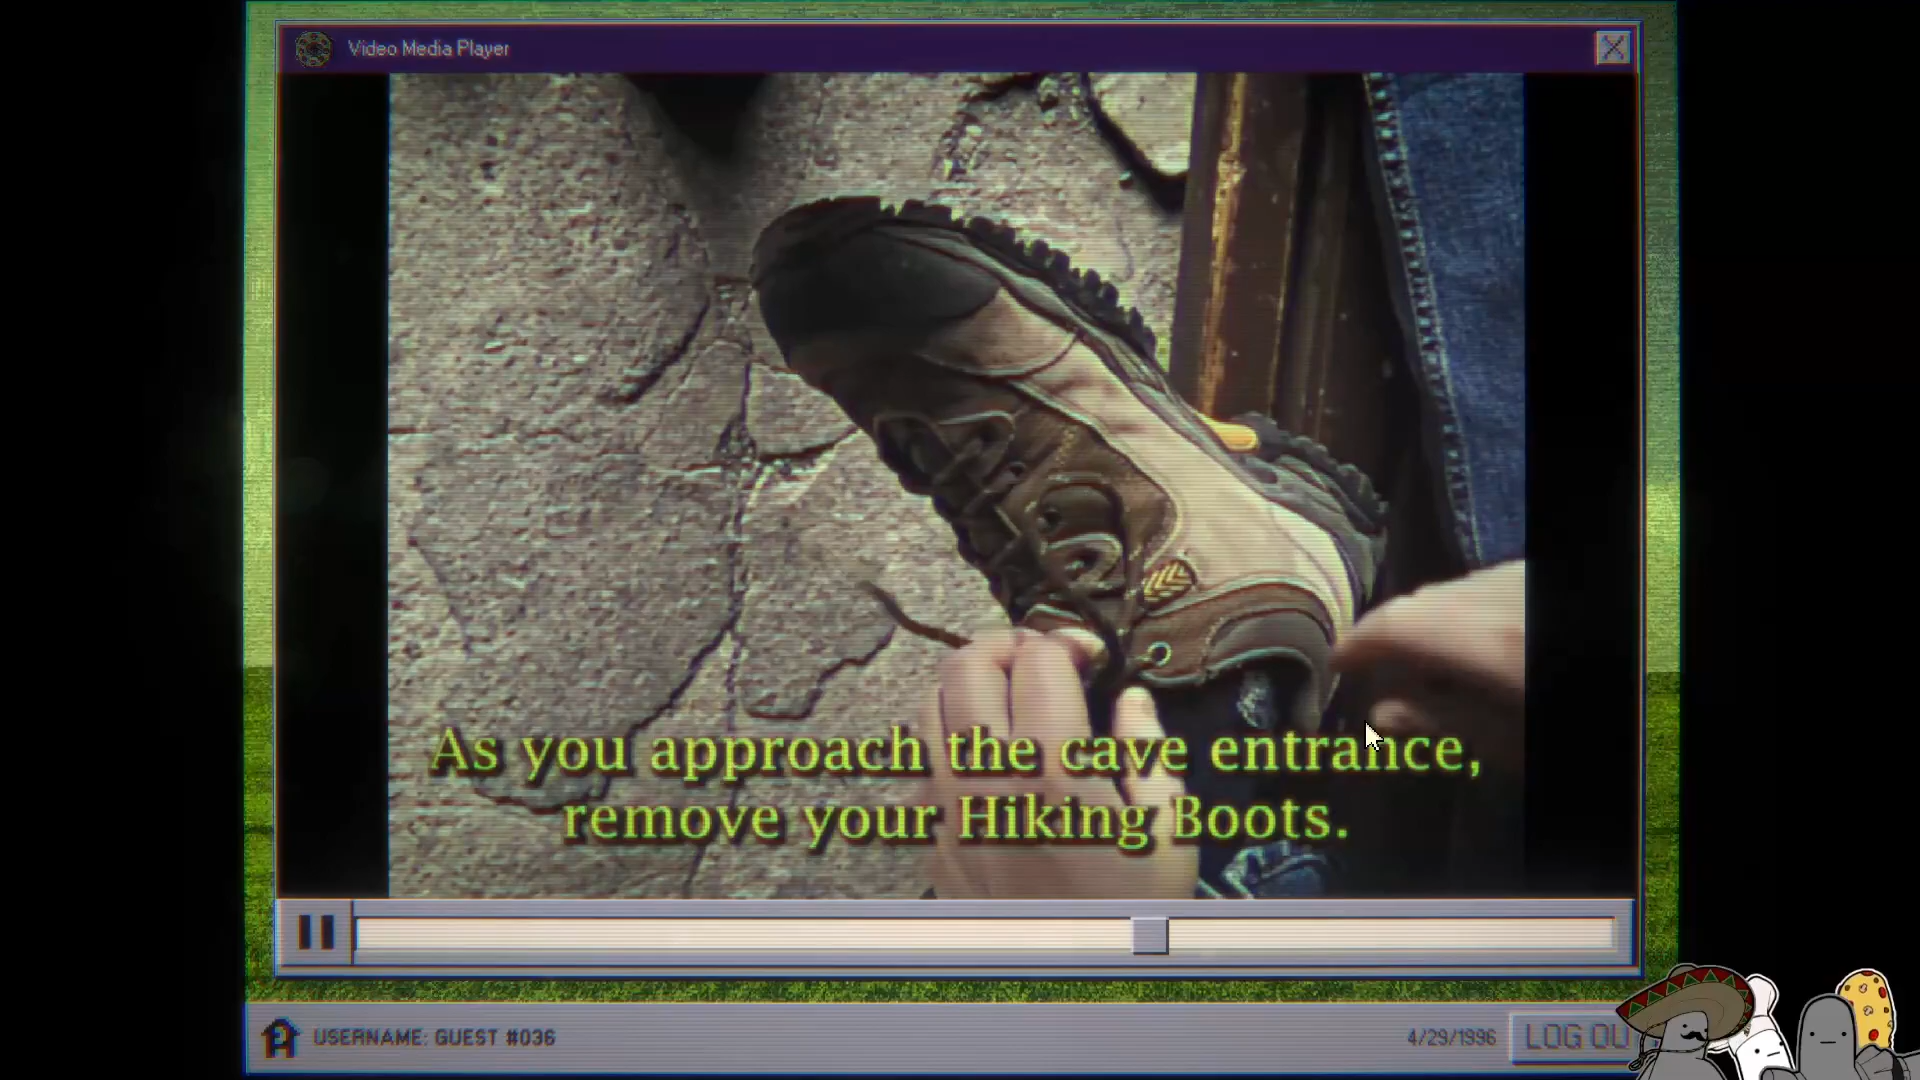 Video Media Player
As you approach the cave entrance,
remove your Hiking Boots.
USERNAME: GUEST #036
4/29/1996
LOG OU